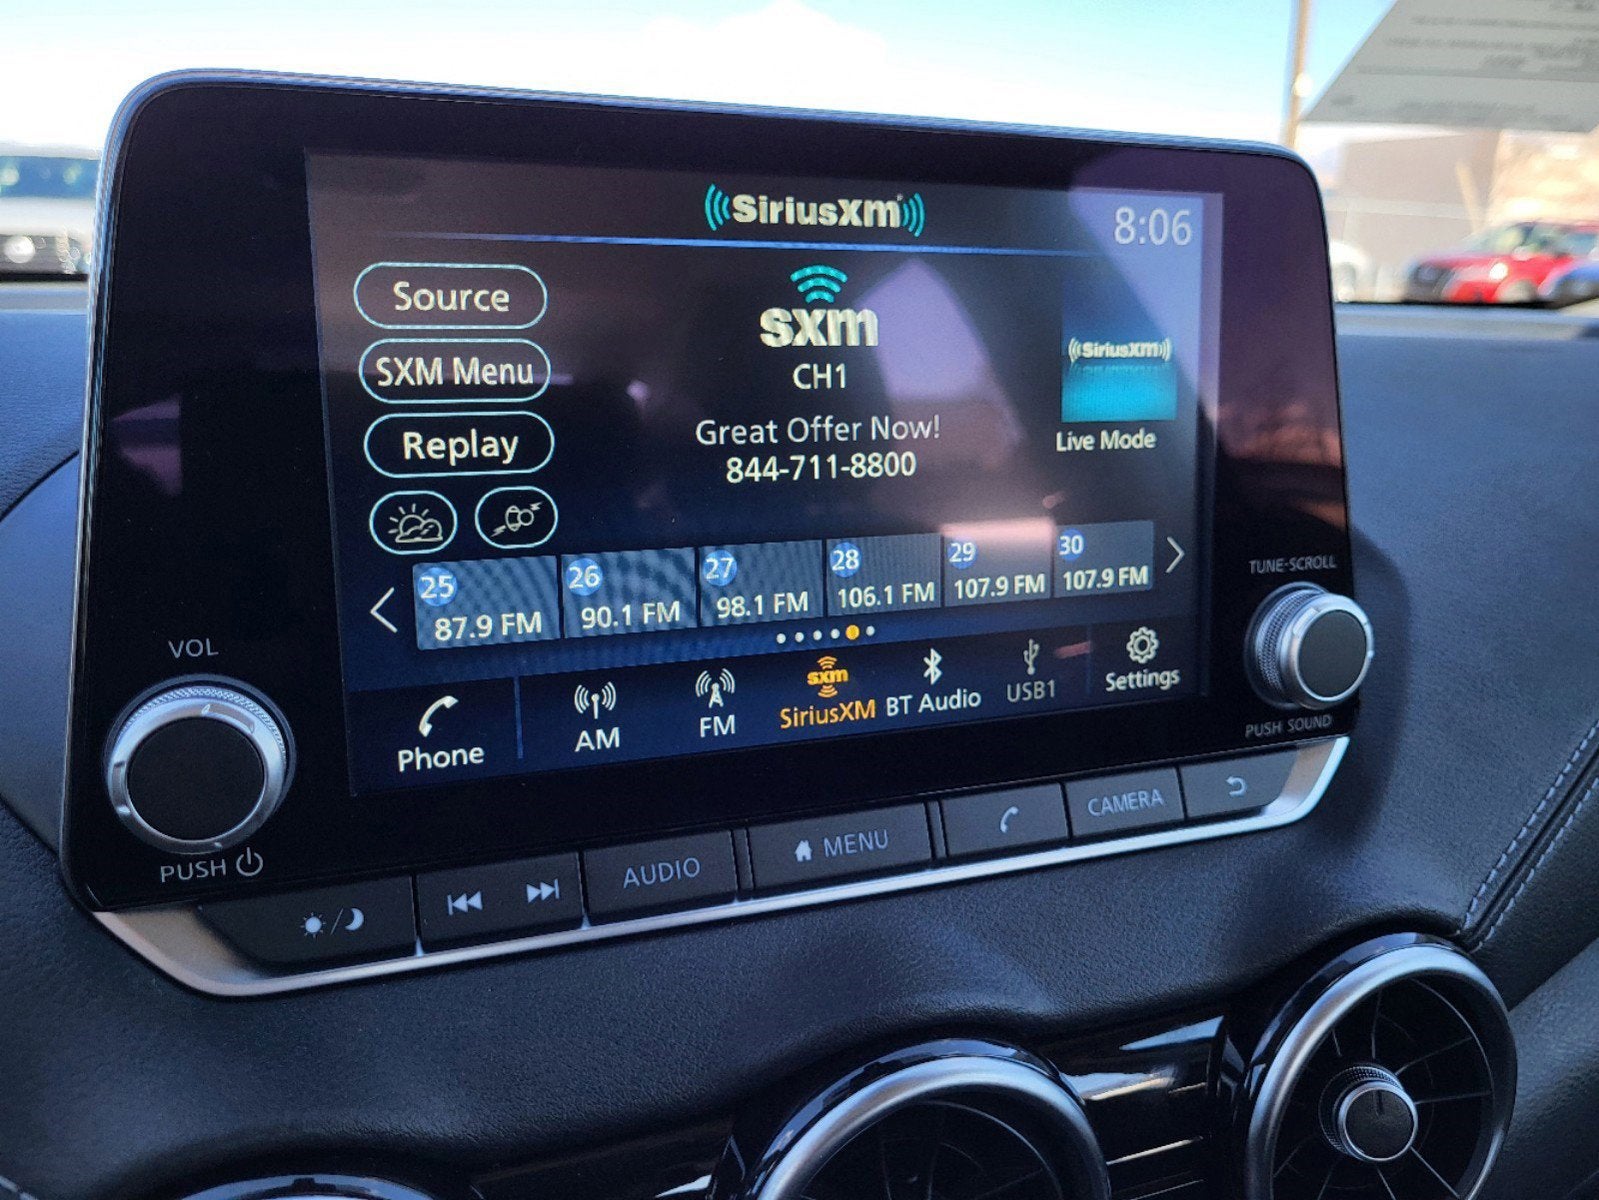 SiriusXM
8:06
Source
sxm
SXM Menu
CH1
SiriusXM
Replay
Great Offer Now!
844-711-8800
Live Mode
25
87.9 FM
26
90.1 FM
27
98.1 FM
28
106.1 FM
29
107.9 FM
30
107.9 FM
Phone
AM
FM
sxm
SiriusXM
BT Audio
USB1
Settings
VOL
PUSH
TUNE-SCROLL
PUSH SOUND
AUDIO
MENU
CAMERA